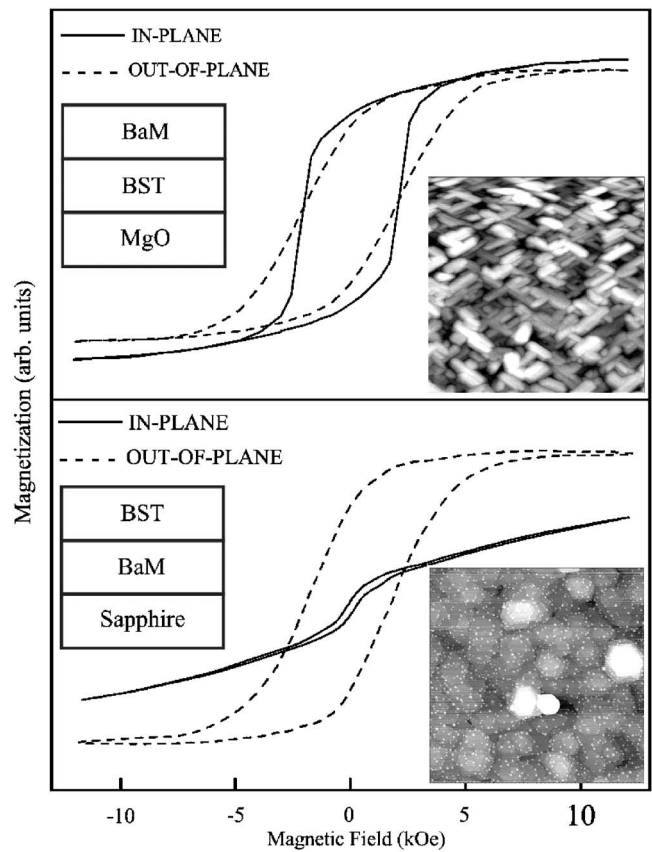 IN-PLANE
OUT-OF-PLANE
BaM
BST
MgO
IN-PLANE
OUT-OF-PLANE
BST
BaM
Sapphire
Magnetization (arb. units)
-10 -5 0 5 10
Magnetic Field (kOe)